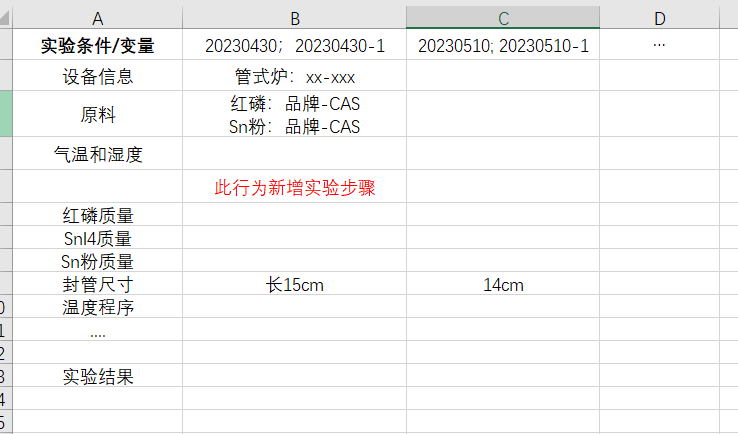 A B C D
实验条件/变量 20230430；20230430-1 20230510; 20230510-1 ...
设备信息 管式炉：xx-xxx
原料 红磷：品牌-CAS
Sn粉：品牌-CAS
气温和湿度
此行为新增实验步骤
红磷质量
SnI4质量
Sn粉质量
封管尺寸 长15cm 14cm
0 温度程序
1 ....
2
3 实验结果
4
5